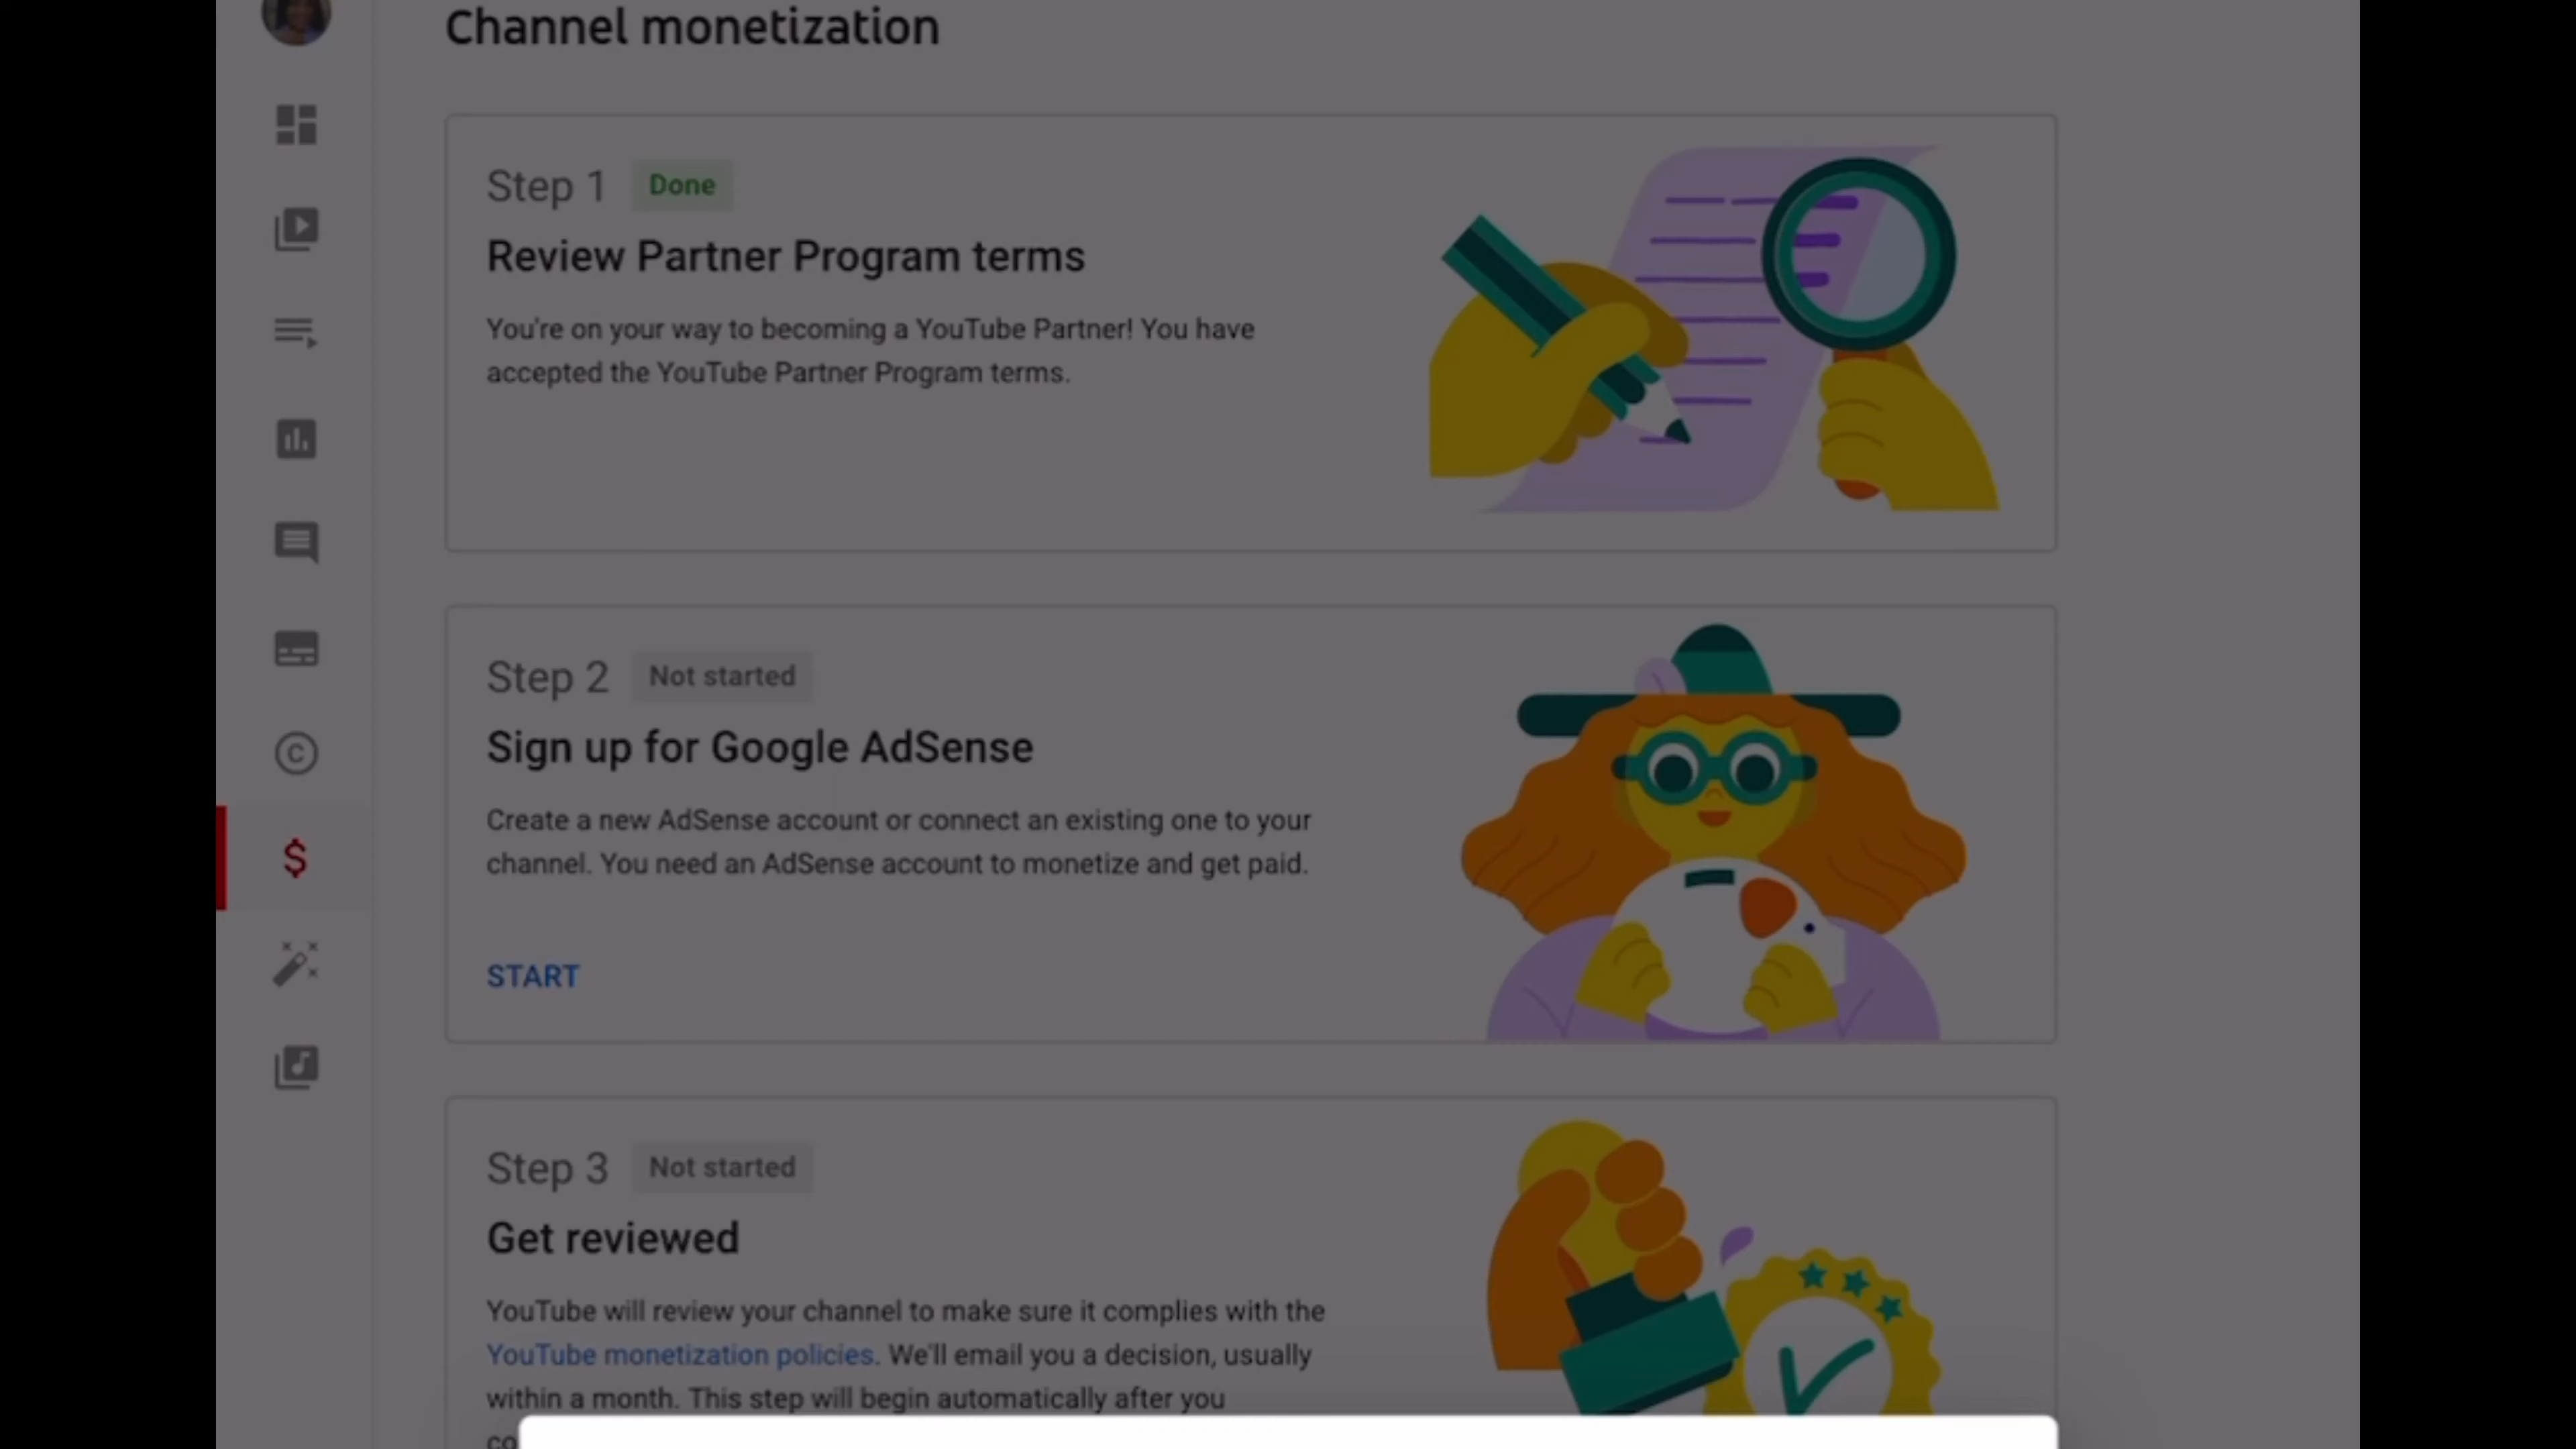 Channel monetization
Step 1 Done
Review Partner Program terms
You're on your way to becoming a YouTube Partner! You have
accepted the YouTube Partner Program terms.
Step 2 Not started
Sign up for Google AdSense
Create a new AdSense account or connect an existing one to your
channel. You need an AdSense account to monetize and get paid.
START
Step 3 Not started
Get reviewed
YouTube will review your channel to make sure it complies with the
YouTube monetization policies. We'll email you a decision, usually
within a month. This step will begin automatically after you